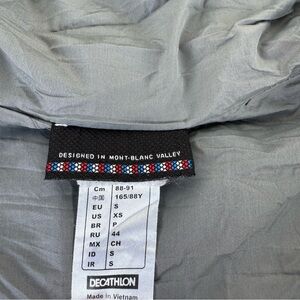 DESIGNED IN MONT-BLANC VALLEY
Cm 88-91
中国 165/88Y
EU S
US XS
BR P
RU 44
MX CH
ID S
IR S
DECATHLON
Made in Vietnam